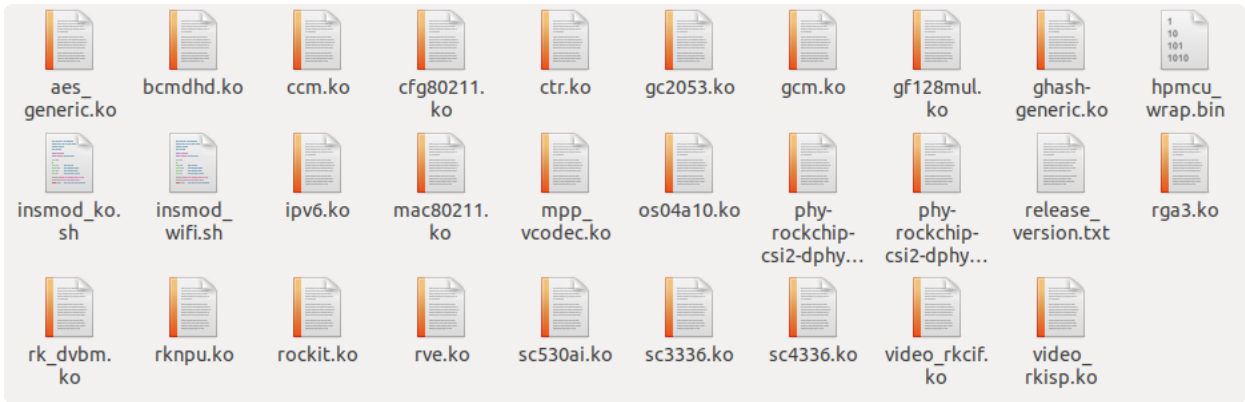 1
10
101
1010
aes_ bcmdhd.ko ccm.ko cfg80211. ctr.ko gc2053.ko gcm.ko gf128mul. ghash- hpmcu_
generic.ko ko ko generic.ko wrap.bin
insmod_ko. insmod_ ipv6.ko mac80211. mpp_ os04a10.ko phy- phy- release_ rga3.ko
sh wifi.sh ko vcodec.ko rockchip- rockchip- version.txt
csi2-dphy... csi2-dphy...
rk_dvbm. rknpu.ko rockit.ko rve.ko sc530ai.ko sc3336.ko sc4336.ko video_rkcif. video_
ko ko rkisp.ko